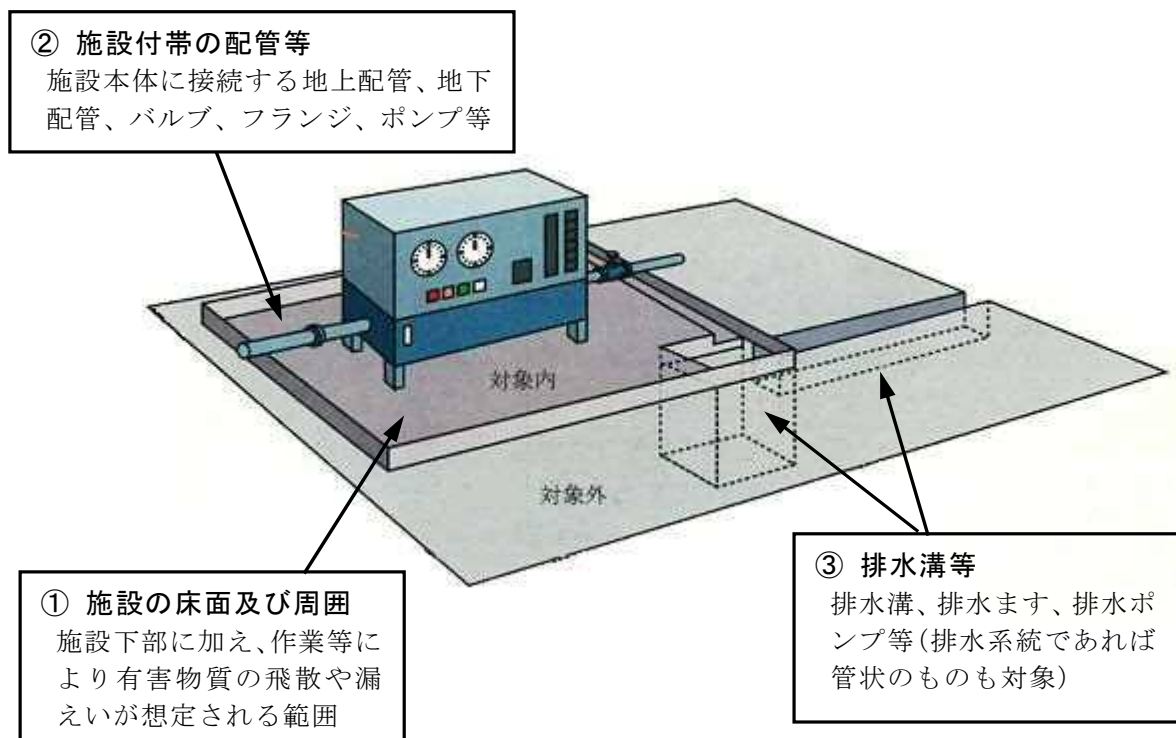 ② 施設付帯の配管等
施設本体に接続する地上配管、地下
配管、バルブ、フランジ、ポンプ等
対象内
対象外
① 施設の床面及び周囲
施設下部に加え、作業等に
より有害物質の飛散や漏
えいが想定される範囲
③ 排水溝等
排水溝、排水ます、排水ポ
ンプ等(排水系統であれば
管状のものも対象)